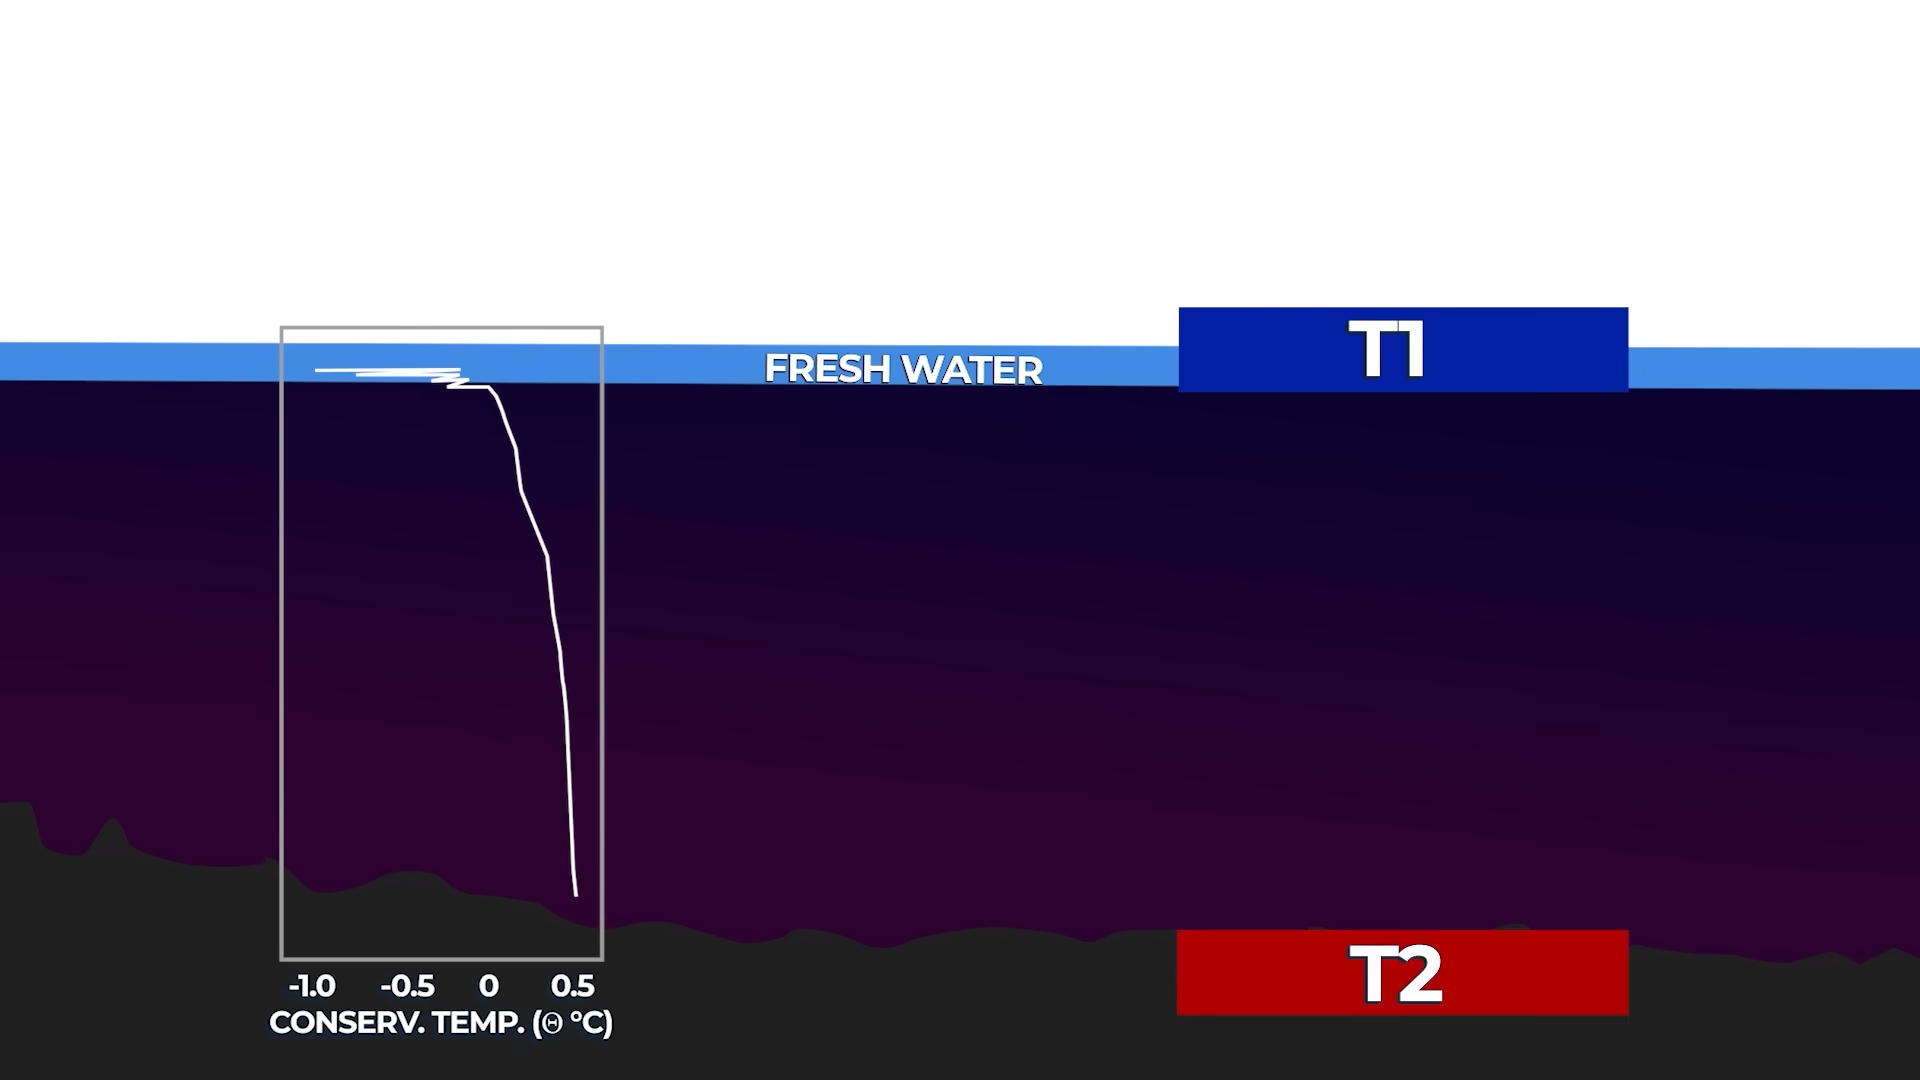 T1
FRESH WATER
T2
-1.0 -0.5 0 0.5
CONSERV. TEMP. (Θ °C)